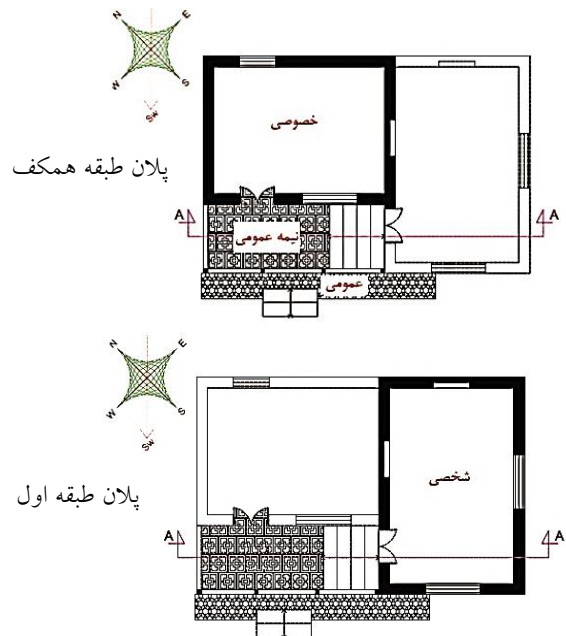 N
E
W
S
SW
خصوصی
پلان طبقه همکف
A
A
نیمه عمومی
عمومی
N
E
W
S
SW
شخصی
پلان طبقه اول
A
A